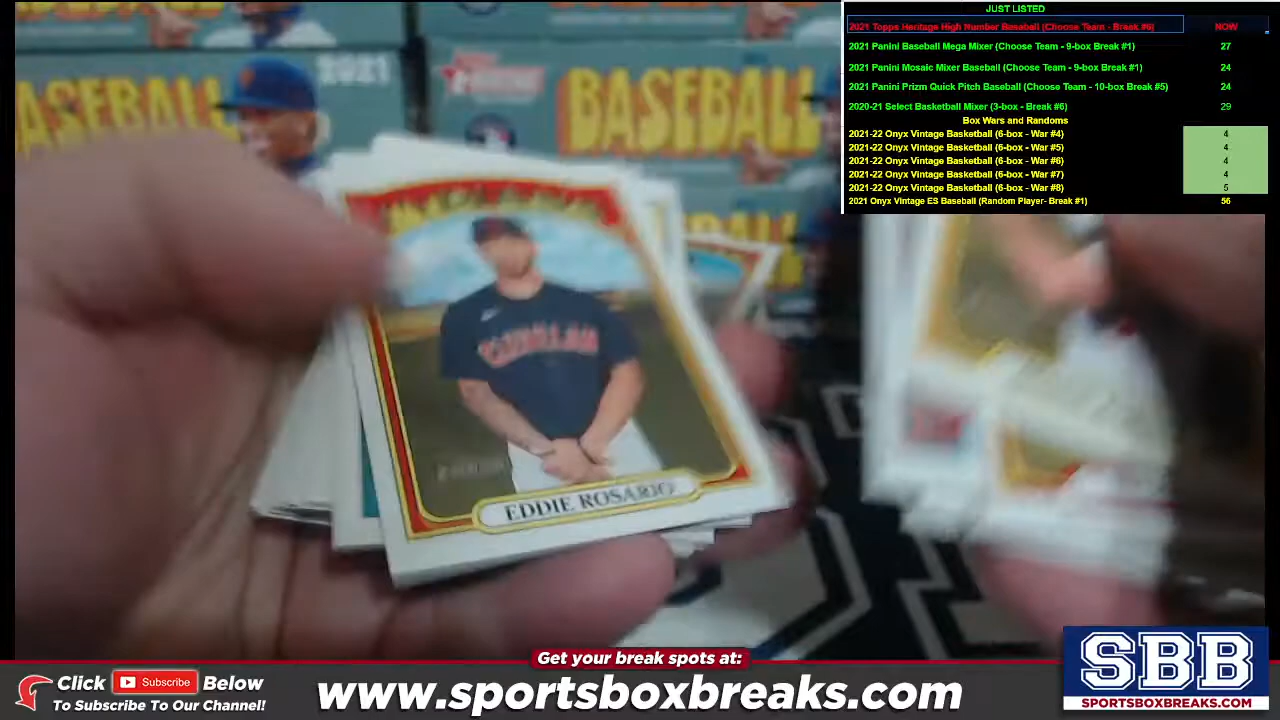 JUST LISTED
2021 Topps Heritage High Number Baseball (Choose Team - Break #6) NOW
2021 Panini Baseball Mega Mixer (Choose Team - 9-box Break #1) 27
2021 Panini Mosaic Mixer Baseball (Choose Team - 9-box Break #1) 24
2021 Panini Prizm Quick Pitch Baseball (Choose Team - 10-box Break #5) 24
2020-21 Select Basketball Mixer (3-box - Break #6) 29
Box Wars and Randoms
2021-22 Onyx Vintage Basketball (6-box - War #4) 4
2021-22 Onyx Vintage Basketball (6-box - War #5) 4
2021-22 Onyx Vintage Basketball (6-box - War #6) 4
2021-22 Onyx Vintage Basketball (6-box - War #7) 4
2021-22 Onyx Vintage Basketball (6-box - War #8) 5
2021 Onyx Vintage ES Baseball (Random Player- Break #1) 56
BASEBALL
BASEBALL
EDDIE ROSARIO
Get your break spots at:
Click Subscribe Below
To Subscribe To Our Channel!
www.sportsboxbreaks.com
SBB
SPORTSBOXBREAKS.COM